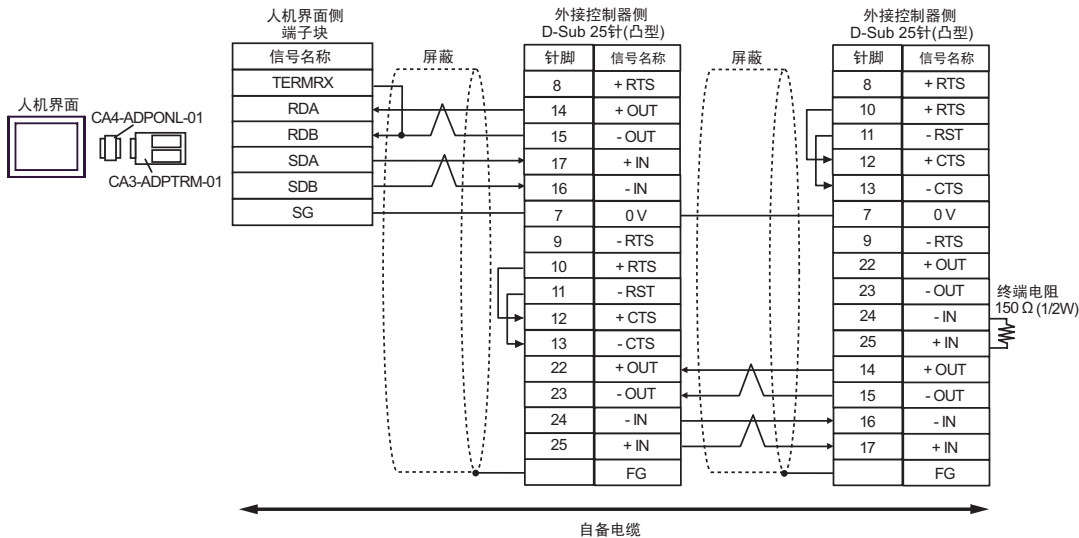 人机界面
CA4-ADPONL-01
CA3-ADPTRM-01
人机界面侧
端子块
信号名称
TERMRX
RDA
RDB
SDA
SDB
SG
屏蔽
外接控制器侧
D-Sub 25针(凸型)
针脚 信号名称
8 + RTS
14 + OUT
15 - OUT
17 + IN
16 - IN
7 0 V
9 - RTS
10 + RTS
11 - RST
12 + CTS
13 - CTS
22 + OUT
23 - OUT
24 - IN
25 + IN
FG
屏蔽
外接控制器侧
D-Sub 25针(凸型)
针脚 信号名称
8 + RTS
10 + RTS
11 - RST
12 + CTS
13 - CTS
7 0 V
9 - RTS
22 + OUT
23 - OUT
24 - IN
25 + IN
14 + OUT
15 - OUT
16 - IN
17 + IN
FG
终端电阻
150 Ω (1/2W)
自备电缆